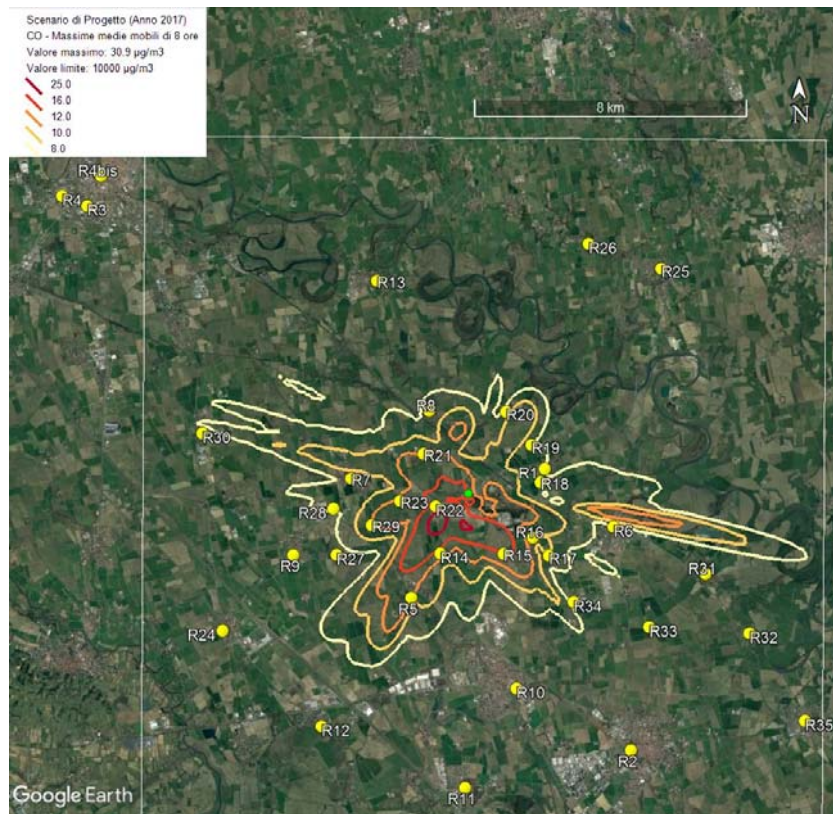 Scenario di Progetto (Anno 2017)
CO - Massime medie mobili di 8 ore
Valore massimo: 30.9 µg/m3
Valore limite: 10000 µg/m3
25.0
16.0
12.0
10.0
8.0
8 km
N
R4bis
R4
R3
R26
R25
R13
R8
R20
R30
R19
R21
R1
R7
R18
R23
R22
R28
R29
R16
R6
R9
R27
R14
R15
R17
R31
R5
R34
R24
R33
R32
R10
R12
R35
R2
R11
Google Earth